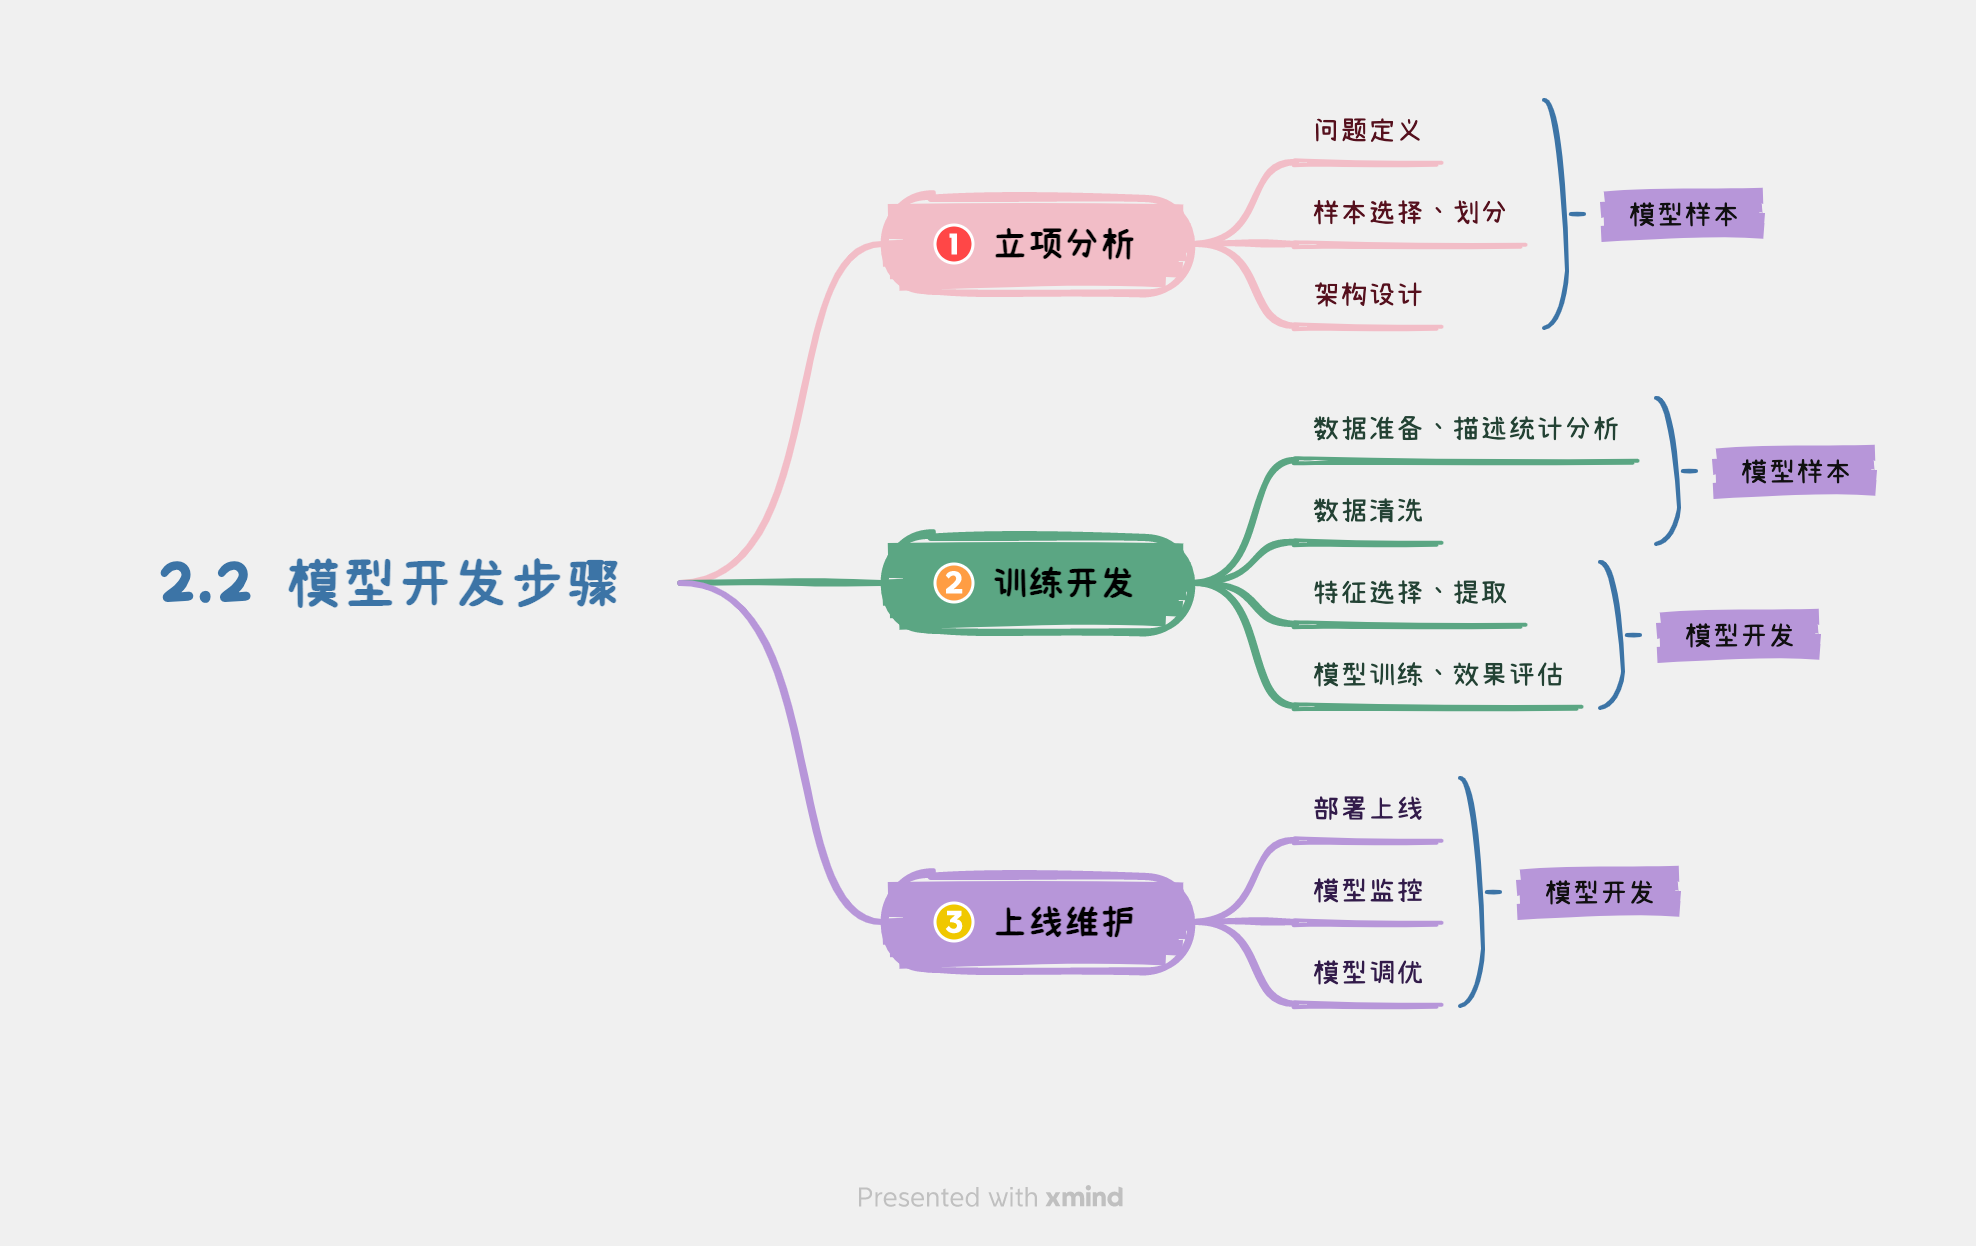 2.2 模型开发步骤
1 立项分析
问题定义
样本选择、划分
架构设计
模型样本
2 训练开发
数据准备、描述统计分析
数据清洗
模型样本
特征选择、提取
模型训练、效果评估
模型开发
3 上线维护
部署上线
模型监控
模型调优
模型开发
Presented with xmind